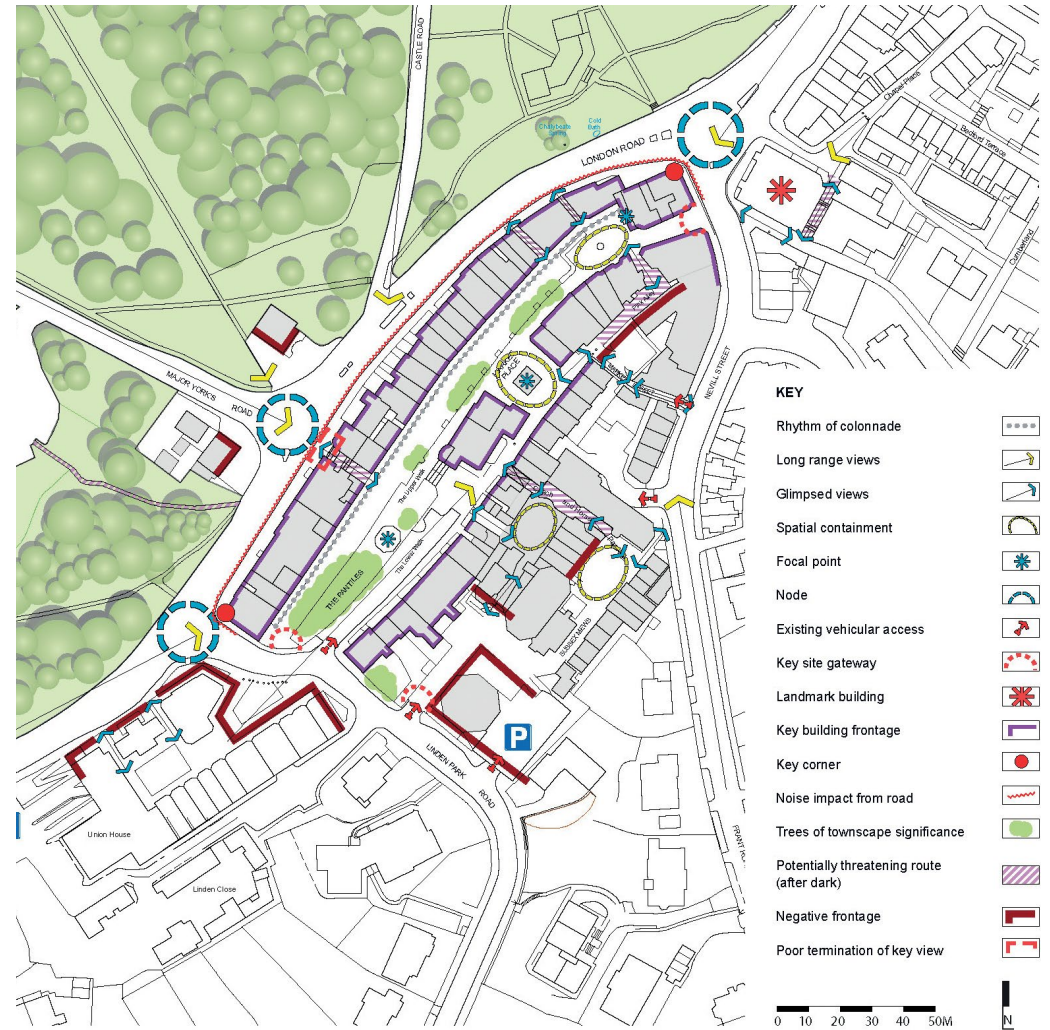 CASTLE ROAD
Chapel Place
Bedford Terrace
Cold
Bath
LONDON ROAD
Cumberland
MAJOR YORKS
ROAD
PLACE
NEVILL STREET
The Upper Walk
The Lower Walk
THE PANTILES
SUSSEX MEWS
P
LINDEN PARK
ROAD
Union House
Linden Close
KEY
Rhythm of colonnade
Long range views
Glimpsed views
Spatial containment
Focal point
Node
Existing vehicular access
Key site gateway
Landmark building
Key building frontage
Key corner
Noise impact from road
Trees of townscape significance
Potentially threatening route
(after dark)
Negative frontage
Poor termination of key view
0 10 20 30 40 50M
N